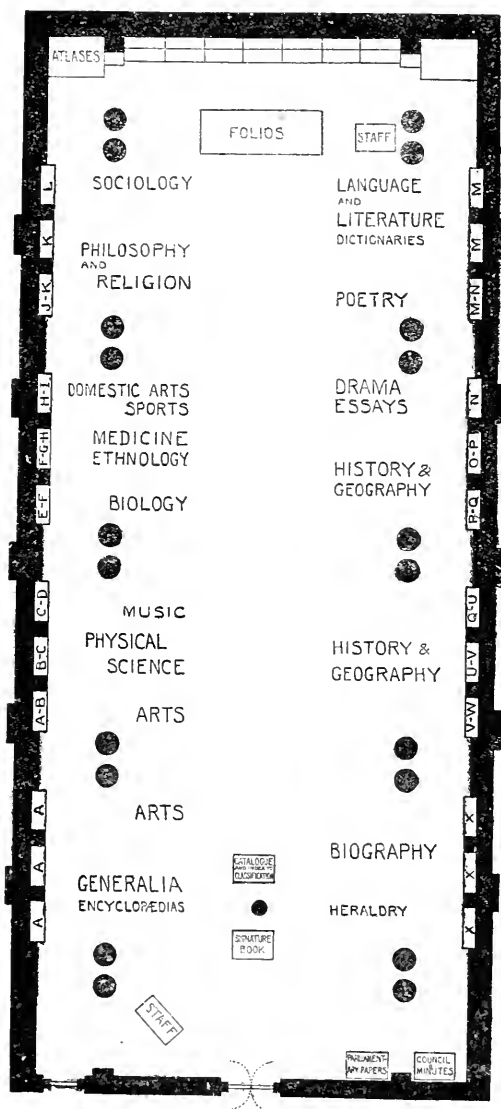 ATLASES
FOLIOS
STAFF
SOCIOLOGY
LANGUAGE
AND
LITERATURE
DICTIONARIES
L
K
J-K
M
M
M-N
PHILOSOPHY
AND
RELIGION
POETRY
DOMESTIC ARTS
SPORTS
MEDICINE
ETHNOLOGY
BIOLOGY
DRAMA
ESSAYS
HISTORY &
GEOGRAPHY
H-I
F-G-H
E-F
N
O-P
P-Q
MUSIC
PHYSICAL
SCIENCE
ARTS
HISTORY &
GEOGRAPHY
C-D
B-C
A-B
Q-U
U-V
V-W
ARTS
GENERALIA
ENCYCLOPÆDIAS
CATALOGUE
AND INDEX TO
CLASSIFICATION
SIGNATURE
BOOK
BIOGRAPHY
HERALDRY
A
A
A
X
X
X
STAFF
PARLIAMENT-
ARY PAPERS
COUNCIL
MINUTES